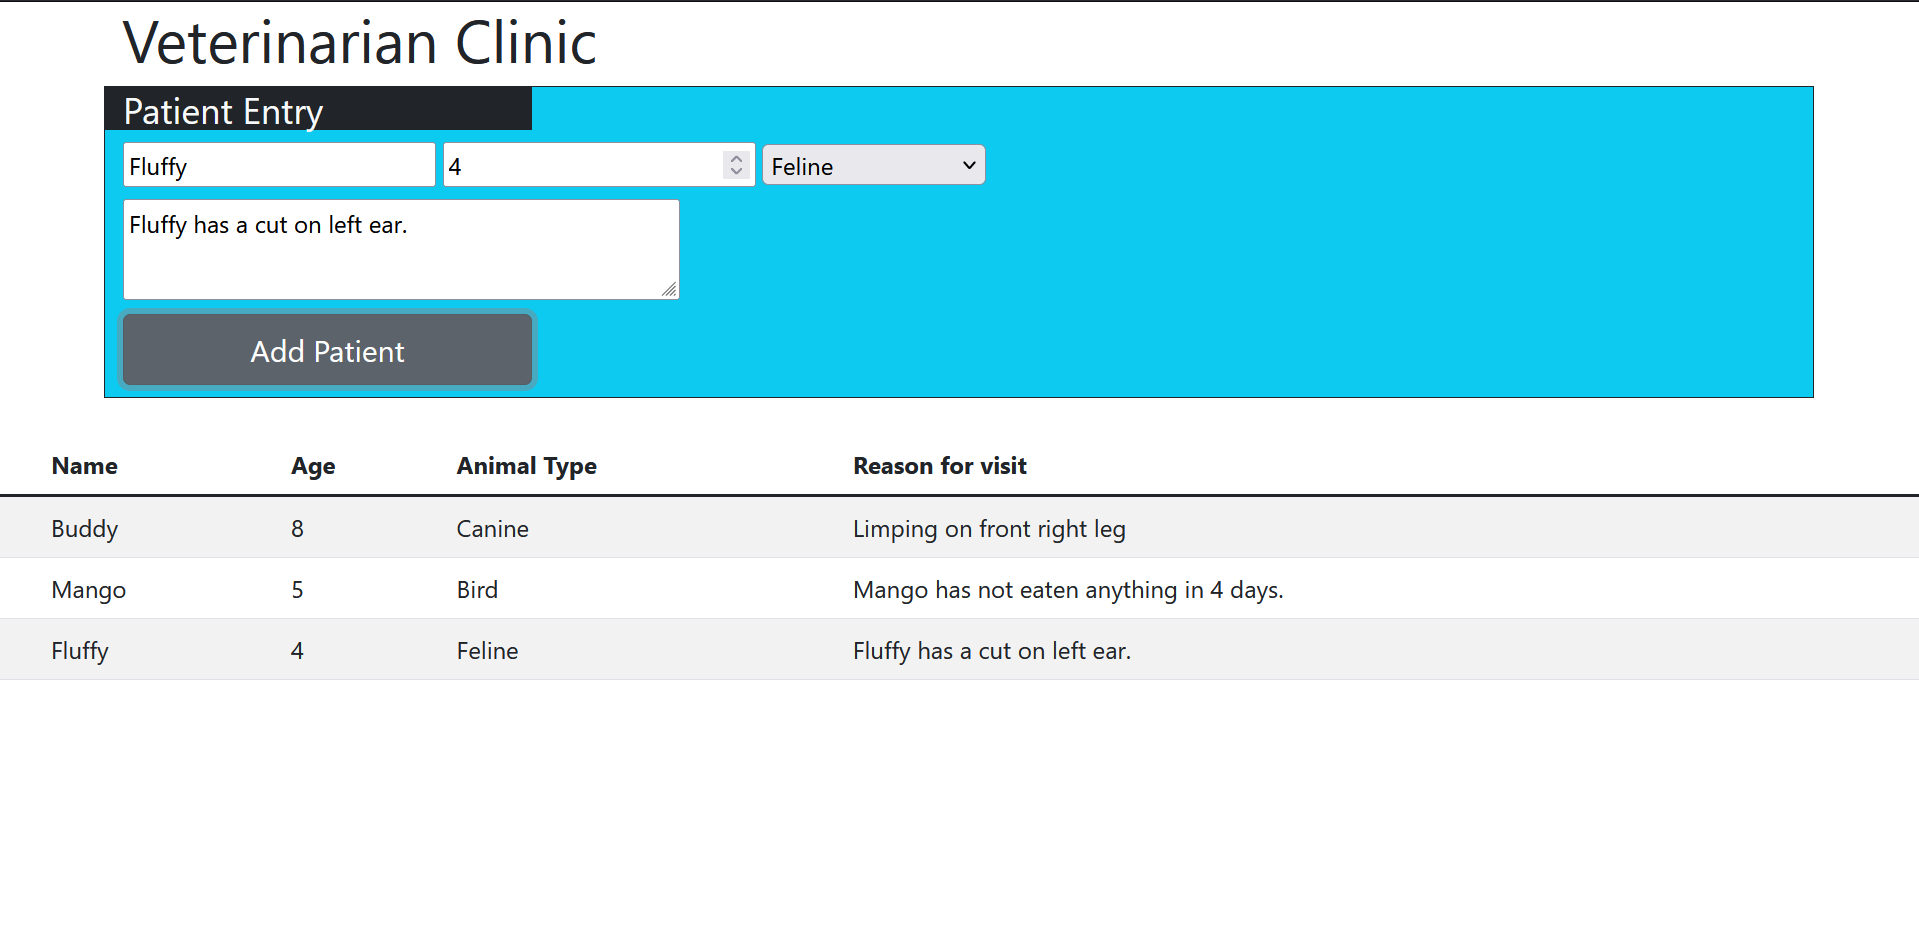 Veterinarian Clinic
Patient Entry
Fluffy 4 Feline
Fluffy has a cut on left ear.
Add Patient
Name Age Animal Type Reason for visit
Buddy 8 Canine Limping on front right leg
Mango 5 Bird Mango has not eaten anything in 4 days.
Fluffy 4 Feline Fluffy has a cut on left ear.